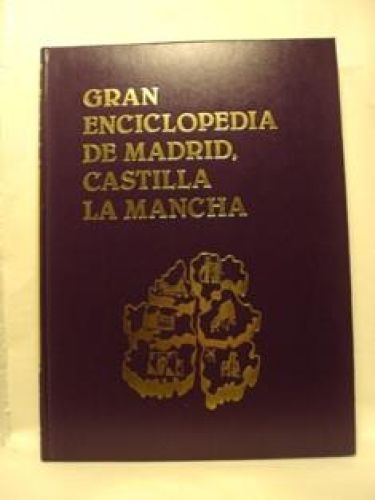 GRAN
ENCICLOPEDIA
DE MADRID,
CASTILLA
LA MANCHA